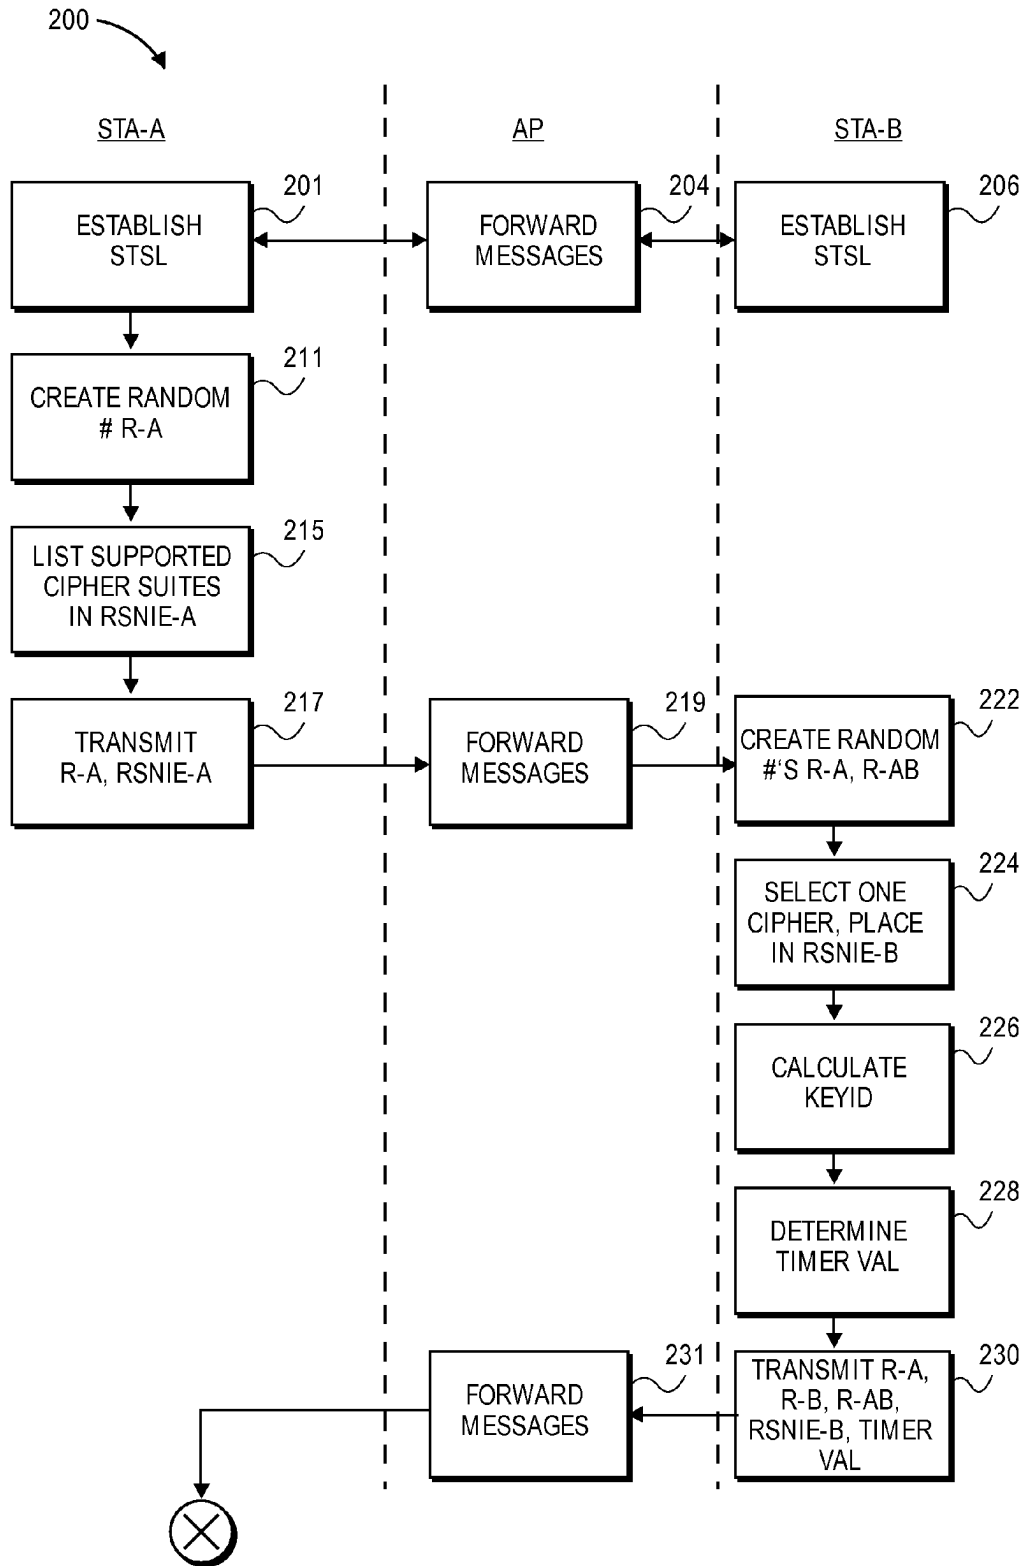 200
STA-A
AP
STA-B
201
ESTABLISH
STSL
204
FORWARD
MESSAGES
206
ESTABLISH
STSL
211
CREATE RANDOM
# R-A
215
LIST SUPPORTED
CIPHER SUITES
IN RSNIE-A
217
TRANSMIT
R-A, RSNIE-A
219
FORWARD
MESSAGES
222
CREATE RANDOM
#'S R-A, R-AB
224
SELECT ONE
CIPHER, PLACE
IN RSNIE-B
226
CALCULATE
KEYID
228
DETERMINE
TIMER VAL
230
TRANSMIT R-A,
R-B, R-AB,
RSNIE-B, TIMER
VAL
231
FORWARD
MESSAGES